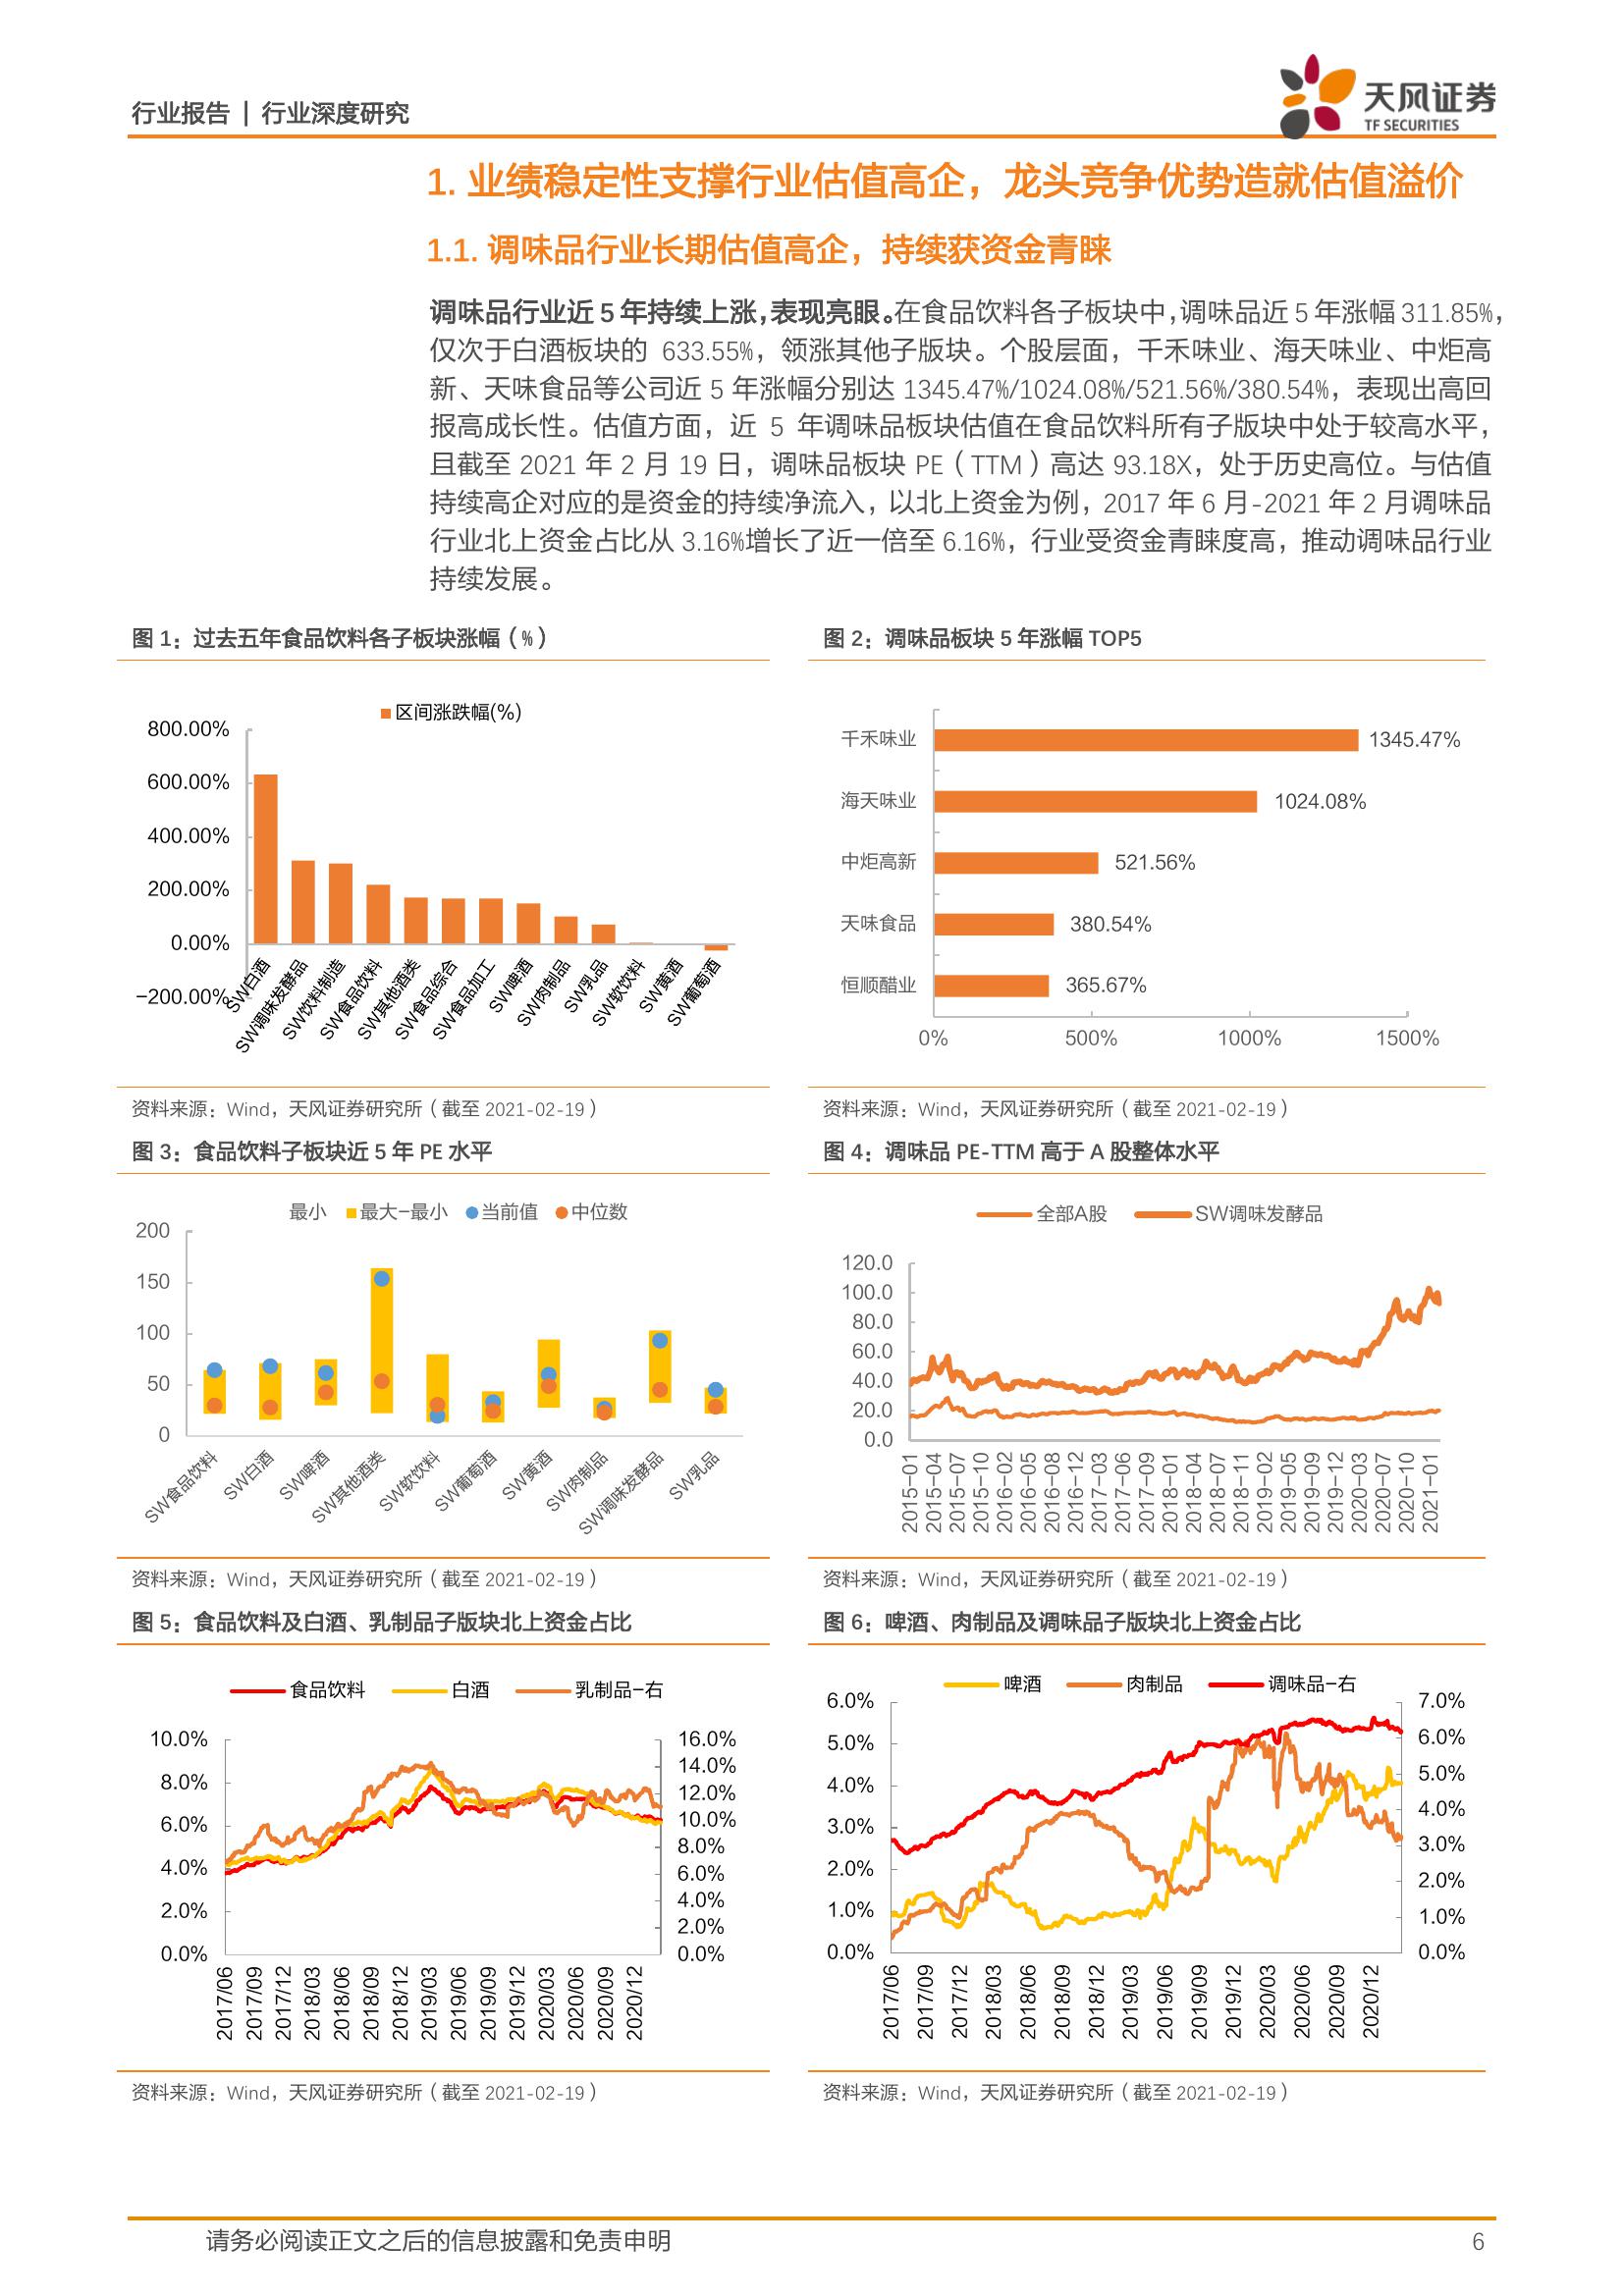 行业报告 | 行业深度研究
天风证券
TF SECURITIES
1. 业绩稳定性支撑行业估值高企，龙头竞争优势造就估值溢价
1.1. 调味品行业长期估值高企，持续获资金青睐
调味品行业近 5 年持续上涨，表现亮眼。在食品饮料各子板块中，调味品近 5 年涨幅 311.85%，
仅次于白酒板块的 633.55%，领涨其他子版块。个股层面，千禾味业、海天味业、中炬高
新、天味食品等公司近 5 年涨幅分别达 1345.47%/1024.08%/521.56%/380.54%，表现出高回
报高成长性。估值方面，近 5 年调味品板块估值在食品饮料所有子版块中处于较高水平，
且截至 2021 年 2 月 19 日，调味品板块 PE（TTM）高达 93.18X，处于历史高位。与估值
持续高企对应的是资金的持续净流入，以北上资金为例，2017 年 6 月-2021 年 2 月调味品
行业北上资金占比从 3.16%增长了近一倍至 6.16%，行业受资金青睐度高，推动调味品行业
持续发展。
图 1：过去五年食品饮料各子板块涨幅（%）
区间涨跌幅(%)
800.00%
600.00%
400.00%
200.00%
0.00%
-200.00%
SW白酒
SW调味发酵品
SW饮料制造
SW食品饮料
SW其他酒类
SW食品综合
SW食品加工
SW啤酒
SW肉制品
SW乳品
SW软饮料
SW黄酒
SW葡萄酒
资料来源：Wind，天风证券研究所（截至 2021-02-19）
图 2：调味品板块 5 年涨幅 TOP5
千禾味业 1345.47%
海天味业 1024.08%
中炬高新 521.56%
天味食品 380.54%
恒顺醋业 365.67%
0% 500% 1000% 1500%
资料来源：Wind，天风证券研究所（截至 2021-02-19）
图 3：食品饮料子板块近 5 年 PE 水平
最小 最大-最小 当前值 中位数
200
150
100
50
0
SW食品饮料
SW白酒
SW啤酒
SW其他酒类
SW软饮料
SW葡萄酒
SW黄酒
SW肉制品
SW调味发酵品
SW乳品
资料来源：Wind，天风证券研究所（截至 2021-02-19）
图 4：调味品 PE-TTM 高于 A 股整体水平
全部A股 SW调味发酵品
120.0
100.0
80.0
60.0
40.0
20.0
0.0
2015-01
2015-04
2015-07
2015-10
2016-02
2016-05
2016-08
2016-12
2017-03
2017-06
2017-09
2018-01
2018-04
2018-07
2018-11
2019-02
2019-05
2019-09
2019-12
2020-03
2020-07
2020-10
2021-01
资料来源：Wind，天风证券研究所（截至 2021-02-19）
图 5：食品饮料及白酒、乳制品子版块北上资金占比
食品饮料 白酒 乳制品-右
10.0%
8.0%
6.0%
4.0%
2.0%
0.0%
16.0%
14.0%
12.0%
10.0%
8.0%
6.0%
4.0%
2.0%
0.0%
2017/06
2017/09
2017/12
2018/03
2018/06
2018/09
2018/12
2019/03
2019/06
2019/09
2019/12
2020/03
2020/06
2020/09
2020/12
资料来源：Wind，天风证券研究所（截至 2021-02-19）
图 6：啤酒、肉制品及调味品子版块北上资金占比
啤酒 肉制品 调味品-右
6.0%
5.0%
4.0%
3.0%
2.0%
1.0%
0.0%
7.0%
6.0%
5.0%
4.0%
3.0%
2.0%
1.0%
0.0%
2017/06
2017/09
2017/12
2018/03
2018/06
2018/09
2018/12
2019/03
2019/06
2019/09
2019/12
2020/03
2020/06
2020/09
2020/12
资料来源：Wind，天风证券研究所（截至 2021-02-19）
请务必阅读正文之后的信息披露和免责申明
6